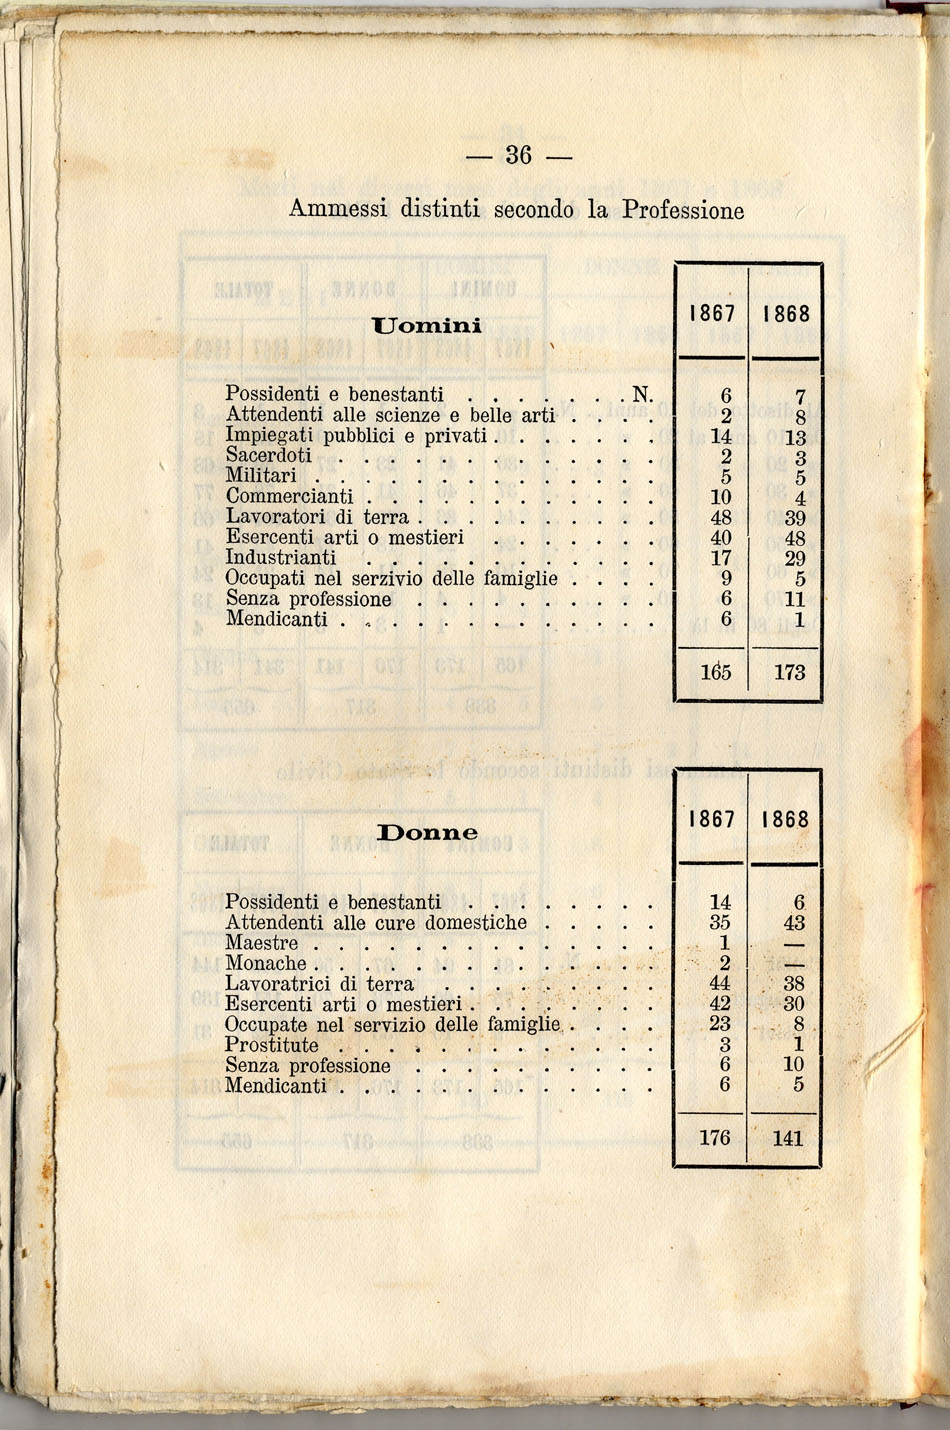 — 36 —
Ammessi distinti secondo la Professione
Uomini 1867 1868
Possidenti e benestanti . . . . . . . N. 6 7
Attendenti alle scienze e belle arti . . . . 2 8
Impiegati pubblici e privati . . . . . . . 14 13
Sacerdoti . . . . . . . . . . . . . 2 3
Militari . . . . . . . . . . . . . . 5 5
Commercianti . . . . . . . . . . . . 10 4
Lavoratori di terra . . . . . . . . . . 48 39
Esercenti arti o mestieri . . . . . . 40 48
Industrianti . . . . . . . . . . . . 17 29
Occupati nel serzivio delle famiglie . . . . 9 5
Senza professione . . . . . . . . . . 6 11
Mendicanti . . . . . . . . . . . . . 6 1
165 173
Donne 1867 1868
Possidenti e benestanti . . . . . . . . 14 6
Attendenti alle cure domestiche . . . . . 35 43
Maestre . . . . . . . . . . . . . . 1 —
Monache . . . . . . . . . . . . . . 2 —
Lavoratrici di terra . . . . . . . . . 44 38
Esercenti arti o mestieri . . . . . . . . 42 30
Occupate nel servizio delle famiglie . . . . 23 8
Prostitute . . . . . . . . . . . . . 3 1
Senza professione . . . . . . . . . . 6 10
Mendicanti . . . . . . . . . . . . . 6 5
176 141